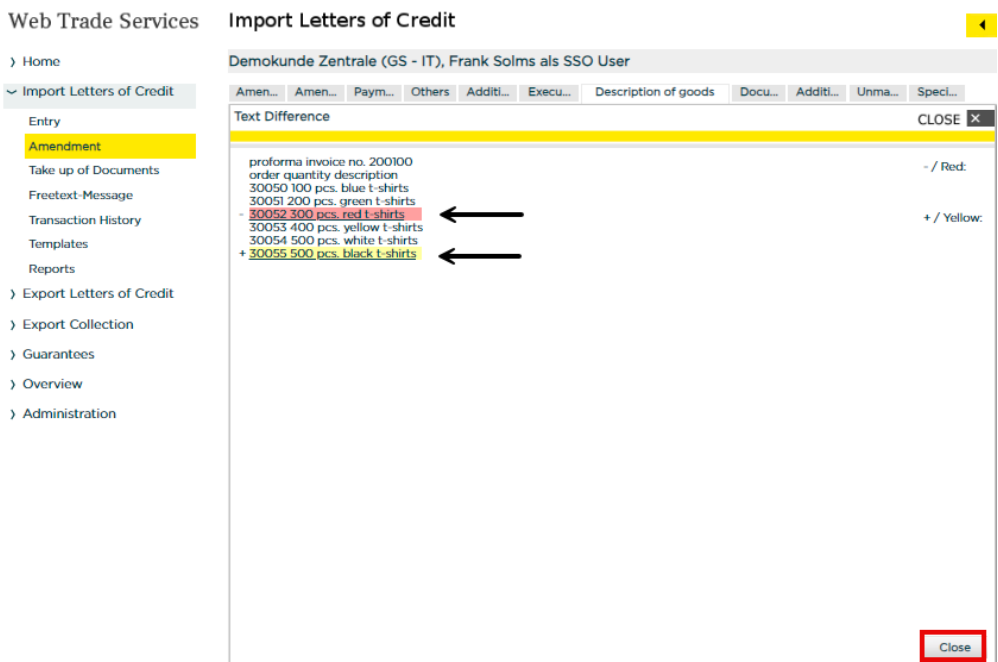 Web Trade Services
Import Letters of Credit
Demokunde Zentrale (GS - IT), Frank Solms als SSO User
Home
Import Letters of Credit
Entry
Amendment
Take up of Documents
Freetext-Message
Transaction History
Templates
Reports
Export Letters of Credit
Export Collection
Guarantees
Overview
Administration
Amen... Amen... Paym... Others Additi... Execu... Description of goods Docu... Additi... Unma... Speci...
Text Difference
CLOSE X
proforma invoice no. 200100
order quantity description
30050 100 pcs. blue t-shirts
30051 200 pcs. green t-shirts
- 30052 300 pcs. red t-shirts
30053 400 pcs. yellow t-shirts
30054 500 pcs. white t-shirts
+ 30055 500 pcs. black t-shirts
- / Red:
+ / Yellow:
Close